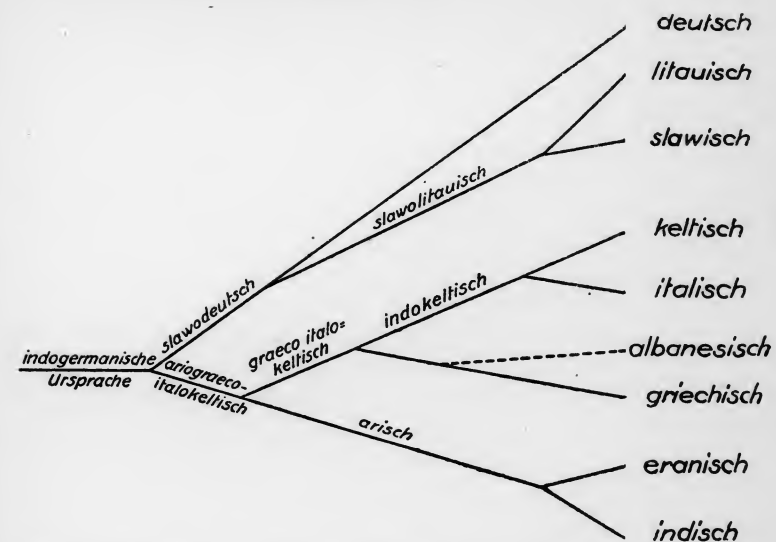 deutsch
litauisch
slawisch
slawolitauisch
keltisch
slawodeutsch
indokeltisch
italisch
graeco italo=
keltisch
albanesisch
indogermanische
Ursprache
ariograeco-
italokeltisch
griechisch
arisch
eranisch
indisch